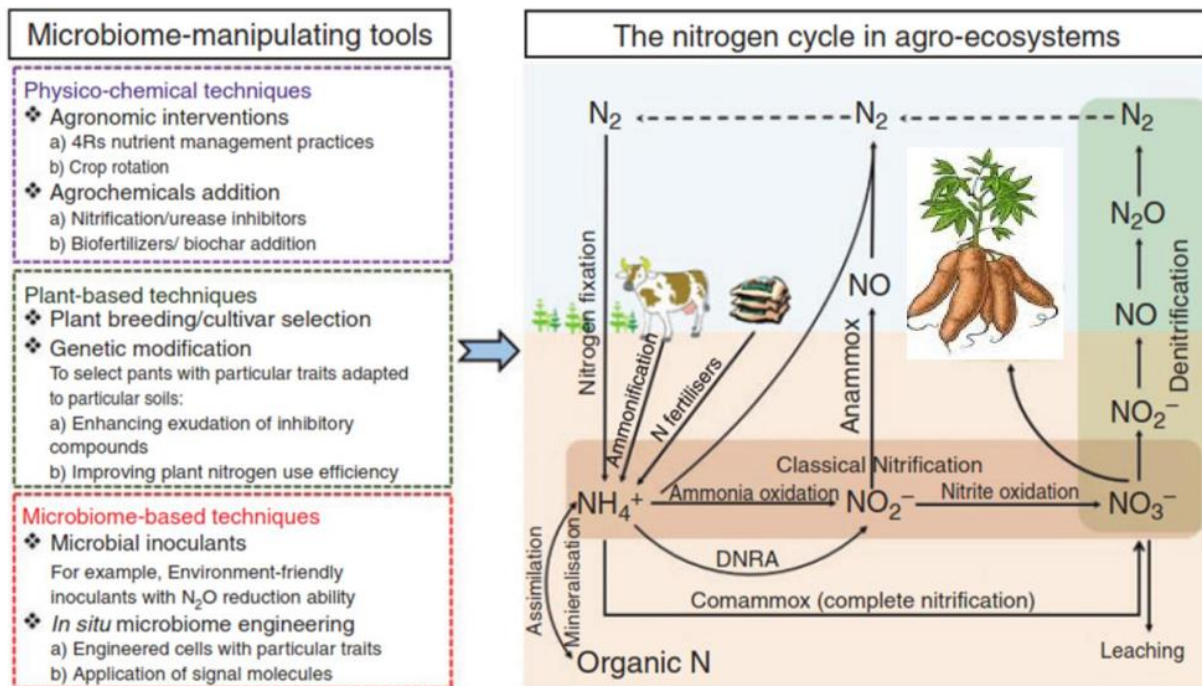 Microbiome-manipulating tools
Physico-chemical techniques
❖ Agronomic interventions
a) 4Rs nutrient management practices
b) Crop rotation
❖ Agrochemicals addition
a) Nitrification/urease inhibitors
b) Biofertilizers/ biochar addition
Plant-based techniques
❖ Plant breeding/cultivar selection
❖ Genetic modification
To select pants with particular traits adapted
to particular soils:
a) Enhancing exudation of inhibitory
compounds
b) Improving plant nitrogen use efficiency
Microbiome-based techniques
❖ Microbial inoculants
For example, Environment-friendly
inoculants with N₂O reduction ability
❖ In situ microbiome engineering
a) Engineered cells with particular traits
b) Application of signal molecules
The nitrogen cycle in agro-ecosystems
N₂
N₂
N₂
N₂O
NO
NO
NO₂⁻
Denitrification
Nitrogen fixation
Ammonification
N fertilisers
Anammox
Classical Nitrification
NH₄⁺
Ammonia oxidation
NO₂⁻
Nitrite oxidation
NO₃⁻
DNRA
Comammox (complete nitrification)
Assimilation
Minieralisation
Leaching
Organic N